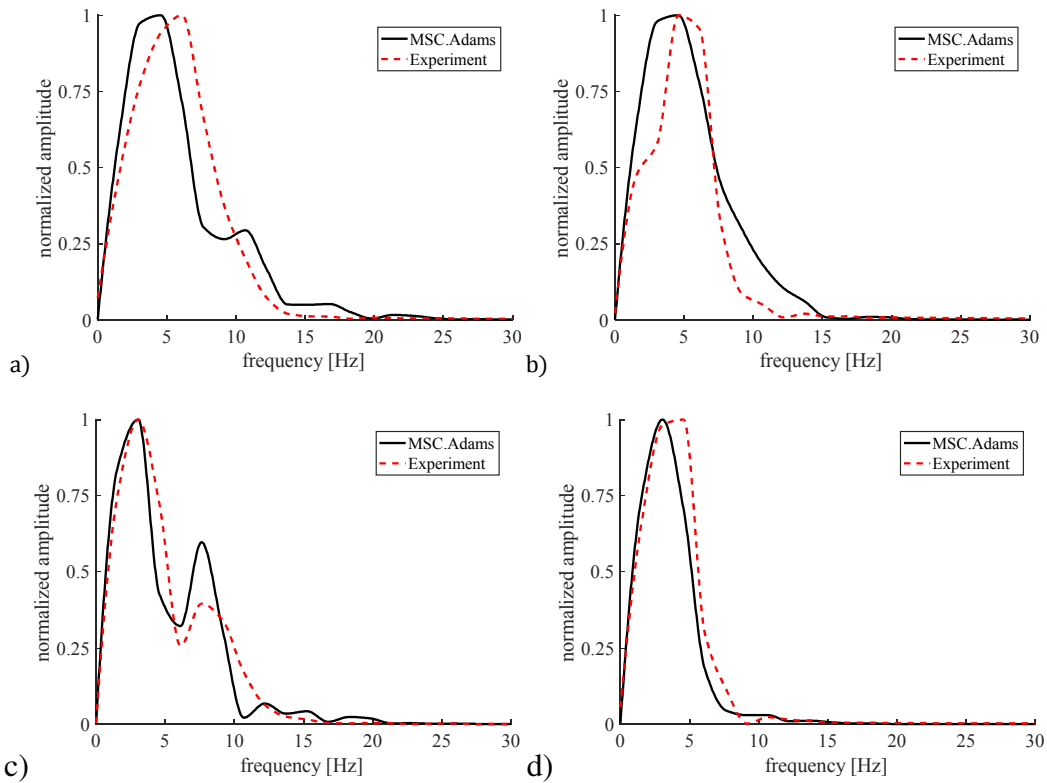 1
0.75
0.5
0.25
0
normalized amplitude
0 5 10 15 20 25 30
frequency [Hz]
MSC.Adams
Experiment
a)
1
0.75
0.5
0.25
0
normalized amplitude
0 5 10 15 20 25 30
frequency [Hz]
MSC.Adams
Experiment
b)
1
0.75
0.5
0.25
0
normalized amplitude
0 5 10 15 20 25 30
frequency [Hz]
MSC.Adams
Experiment
c)
1
0.75
0.5
0.25
0
normalized amplitude
0 5 10 15 20 25 30
frequency [Hz]
MSC.Adams
Experiment
d)